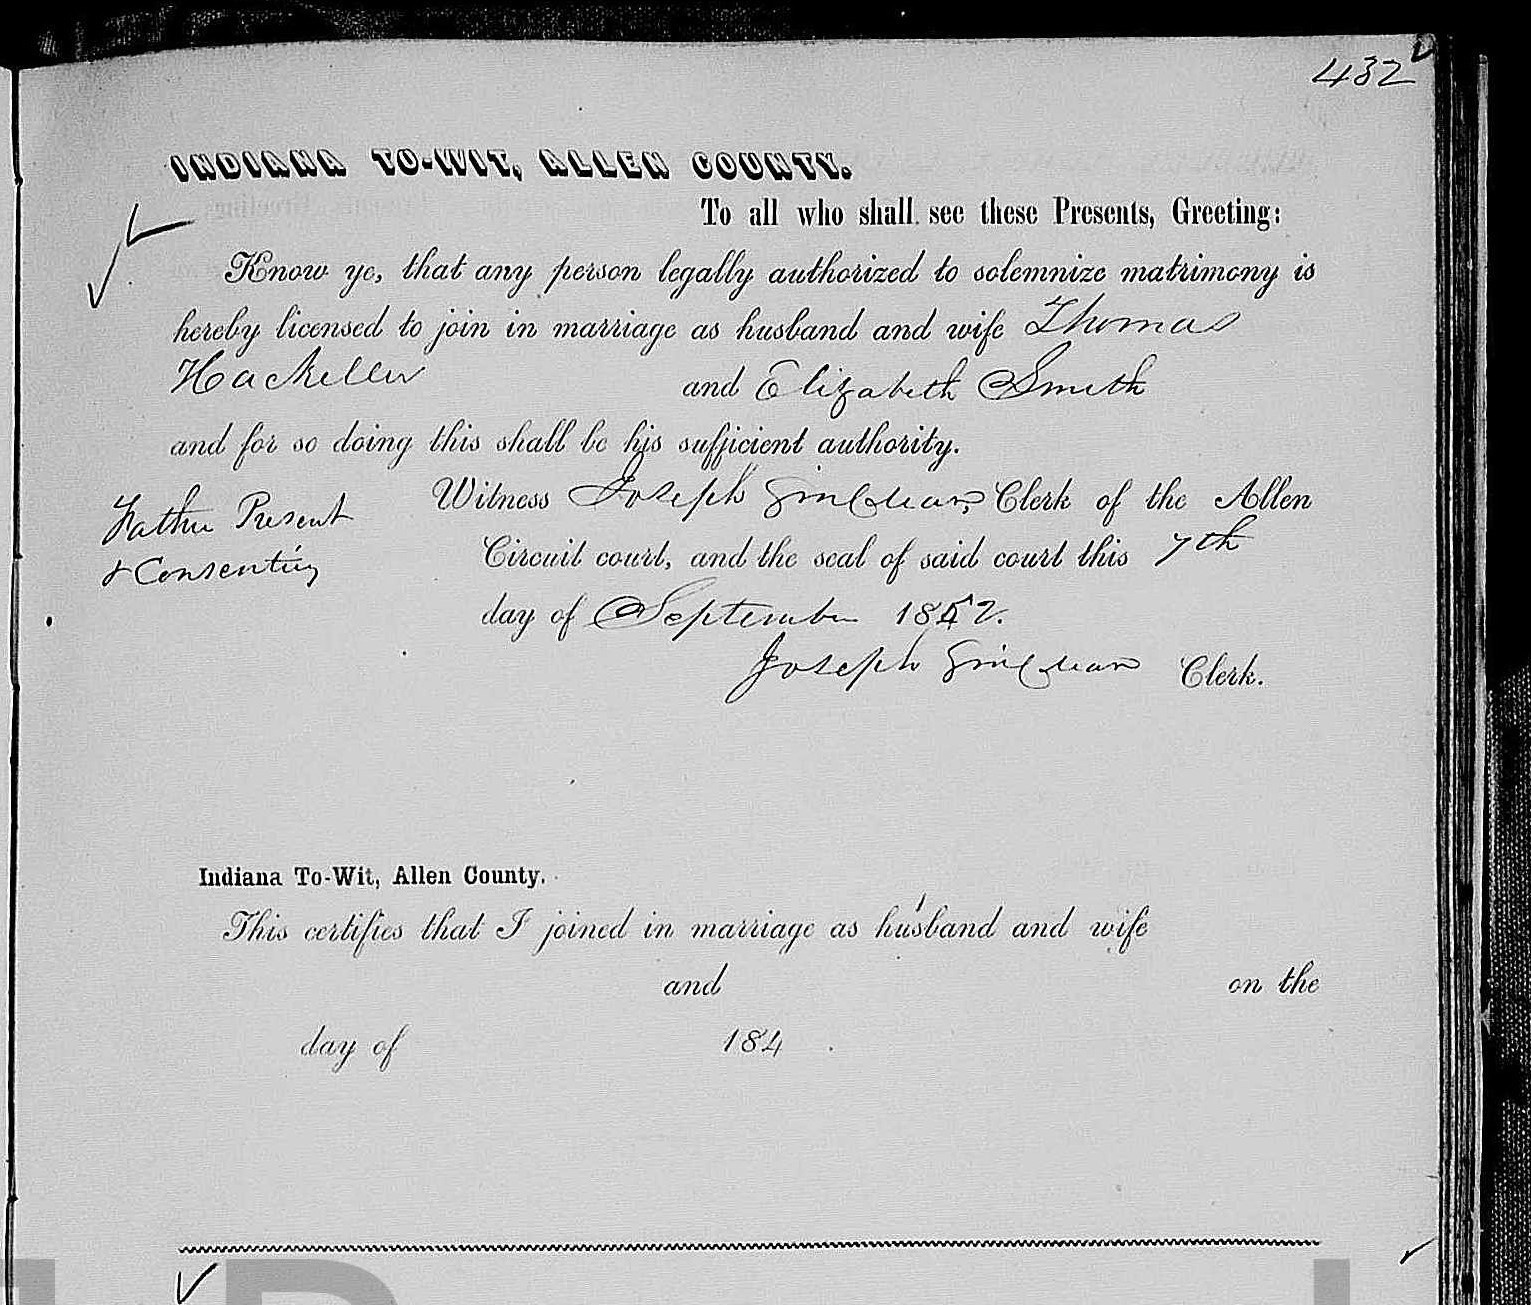 432
INDIANA TO-WIT, ALLEN COUNTY.
To all who shall see these Presents, Greeting:
Know ye, that any person legally authorized to solemnize matrimony is
hereby licensed to join in marriage as husband and wife Thomas
Hackeller and Elizabeth Smith
and for so doing this shall be his sufficient authority.
Father Present
& Consenting
Witness Joseph Sinclear, Clerk of the Allen
Circuit court, and the seal of said court this 7th
day of September 1852.
Joseph Sinclear Clerk.
Indiana To-Wit, Allen County.
This certifies that I joined in marriage as husband and wife
and on the
day of 184 .